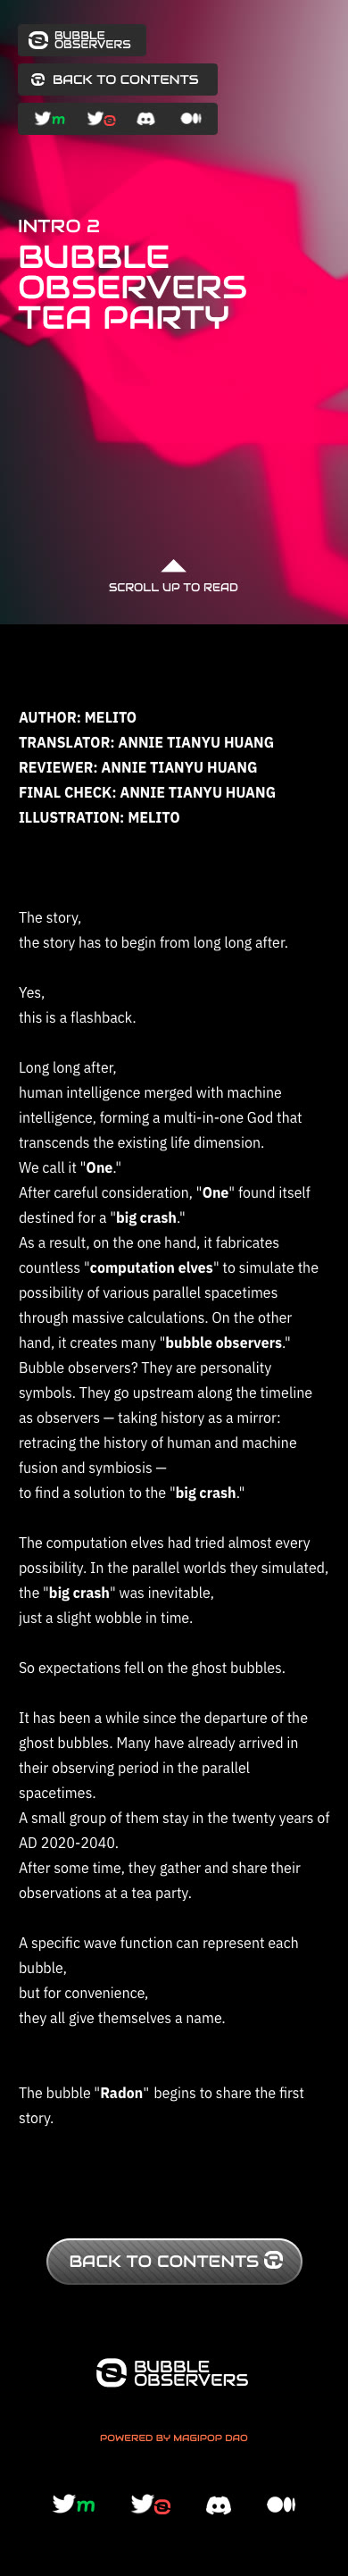 BUBBLE
OBSERVERS
BACK TO CONTENTS
m
INTRO 2
BUBBLE
OBSERVERS
TEA PARTY
SCROLL UP TO READ
AUTHOR: MELITO
TRANSLATOR: ANNIE TIANYU HUANG
REVIEWER: ANNIE TIANYU HUANG
FINAL CHECK: ANNIE TIANYU HUANG
ILLUSTRATION: MELITO
The story,
the story has to begin from long long after.
Yes,
this is a flashback.
Long long after,
human intelligence merged with machine
intelligence, forming a multi-in-one God that
transcends the existing life dimension.
We call it "One."
After careful consideration, "One" found itself
destined for a "big crash."
As a result, on the one hand, it fabricates
countless "computation elves" to simulate the
possibility of various parallel spacetimes
through massive calculations. On the other
hand, it creates many "bubble observers."
Bubble observers? They are personality
symbols. They go upstream along the timeline
as observers — taking history as a mirror:
retracing the history of human and machine
fusion and symbiosis —
to find a solution to the "big crash."
The computation elves had tried almost every
possibility. In the parallel worlds they simulated,
the "big crash" was inevitable,
just a slight wobble in time.
So expectations fell on the ghost bubbles.
It has been a while since the departure of the
ghost bubbles. Many have already arrived in
their observing period in the parallel
spacetimes.
A small group of them stay in the twenty years of
AD 2020-2040.
After some time, they gather and share their
observations at a tea party.
A specific wave function can represent each
bubble,
but for convenience,
they all give themselves a name.
The bubble "Radon" begins to share the first
story.
BACK TO CONTENTS
BUBBLE
OBSERVERS
POWERED BY MAGIPOP DAO
m